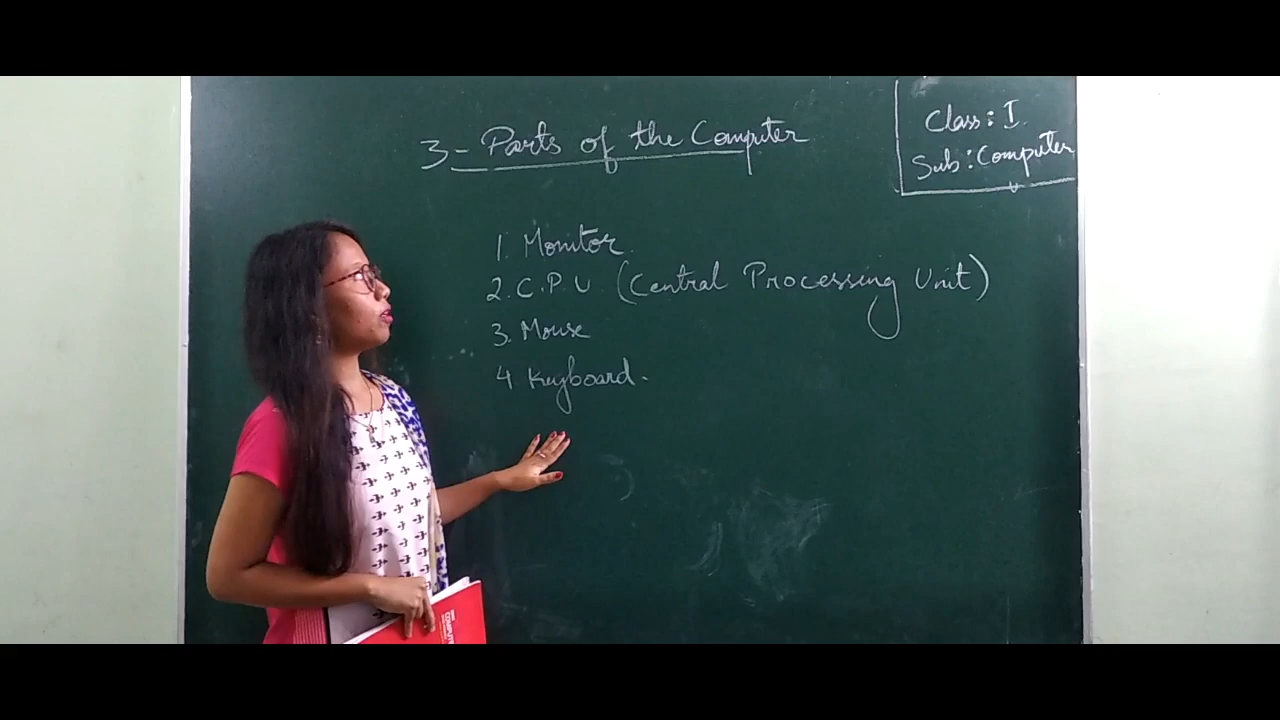 3- Parts of the Computer
Class: I
Sub: Computer
1. Monitor
2. C.P.U. (Central Processing Unit)
3. Mouse
4 Keyboard.